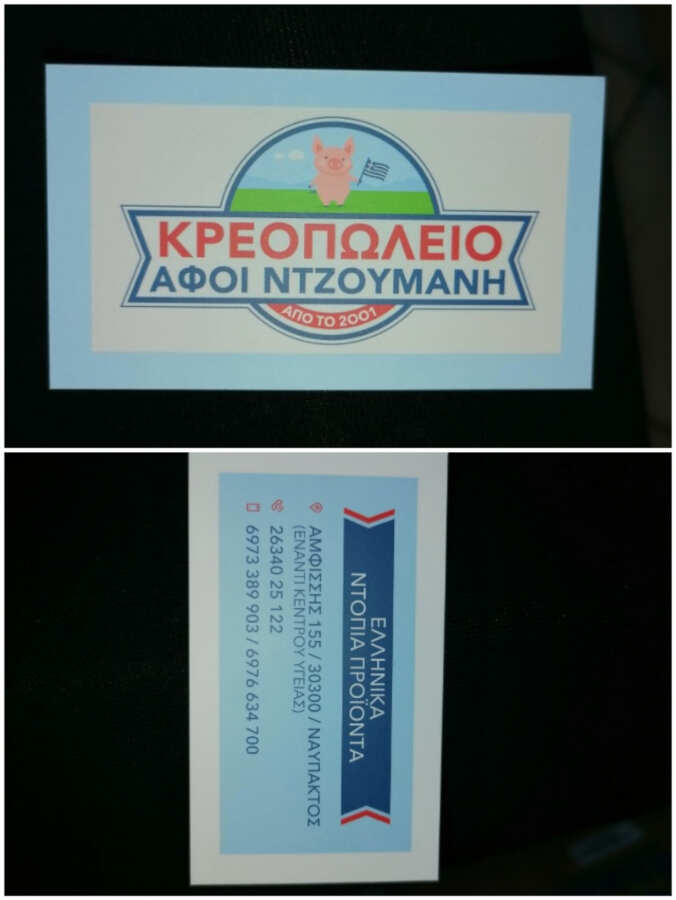 ΚΡΕΟΠΩΛΕΙΟ
ΑΦΟΙ ΝΤΖΟΥΜΑΝΗ
ΑΠΟ ΤΟ 2001
ΕΛΛΗΝΙΚΑ
ΝΤΟΠΙΑ ΠΡΟΪΟΝΤΑ
ΑΜΦΙΣΣΗΣ 155 / 30300 / ΝΑΥΠΑΚΤΟΣ
(ΕΝΑΝΤΙ ΚΕΝΤΡΟΥ ΥΓΕΙΑΣ)
26340 25 122
6973 389 903 / 6976 634 700